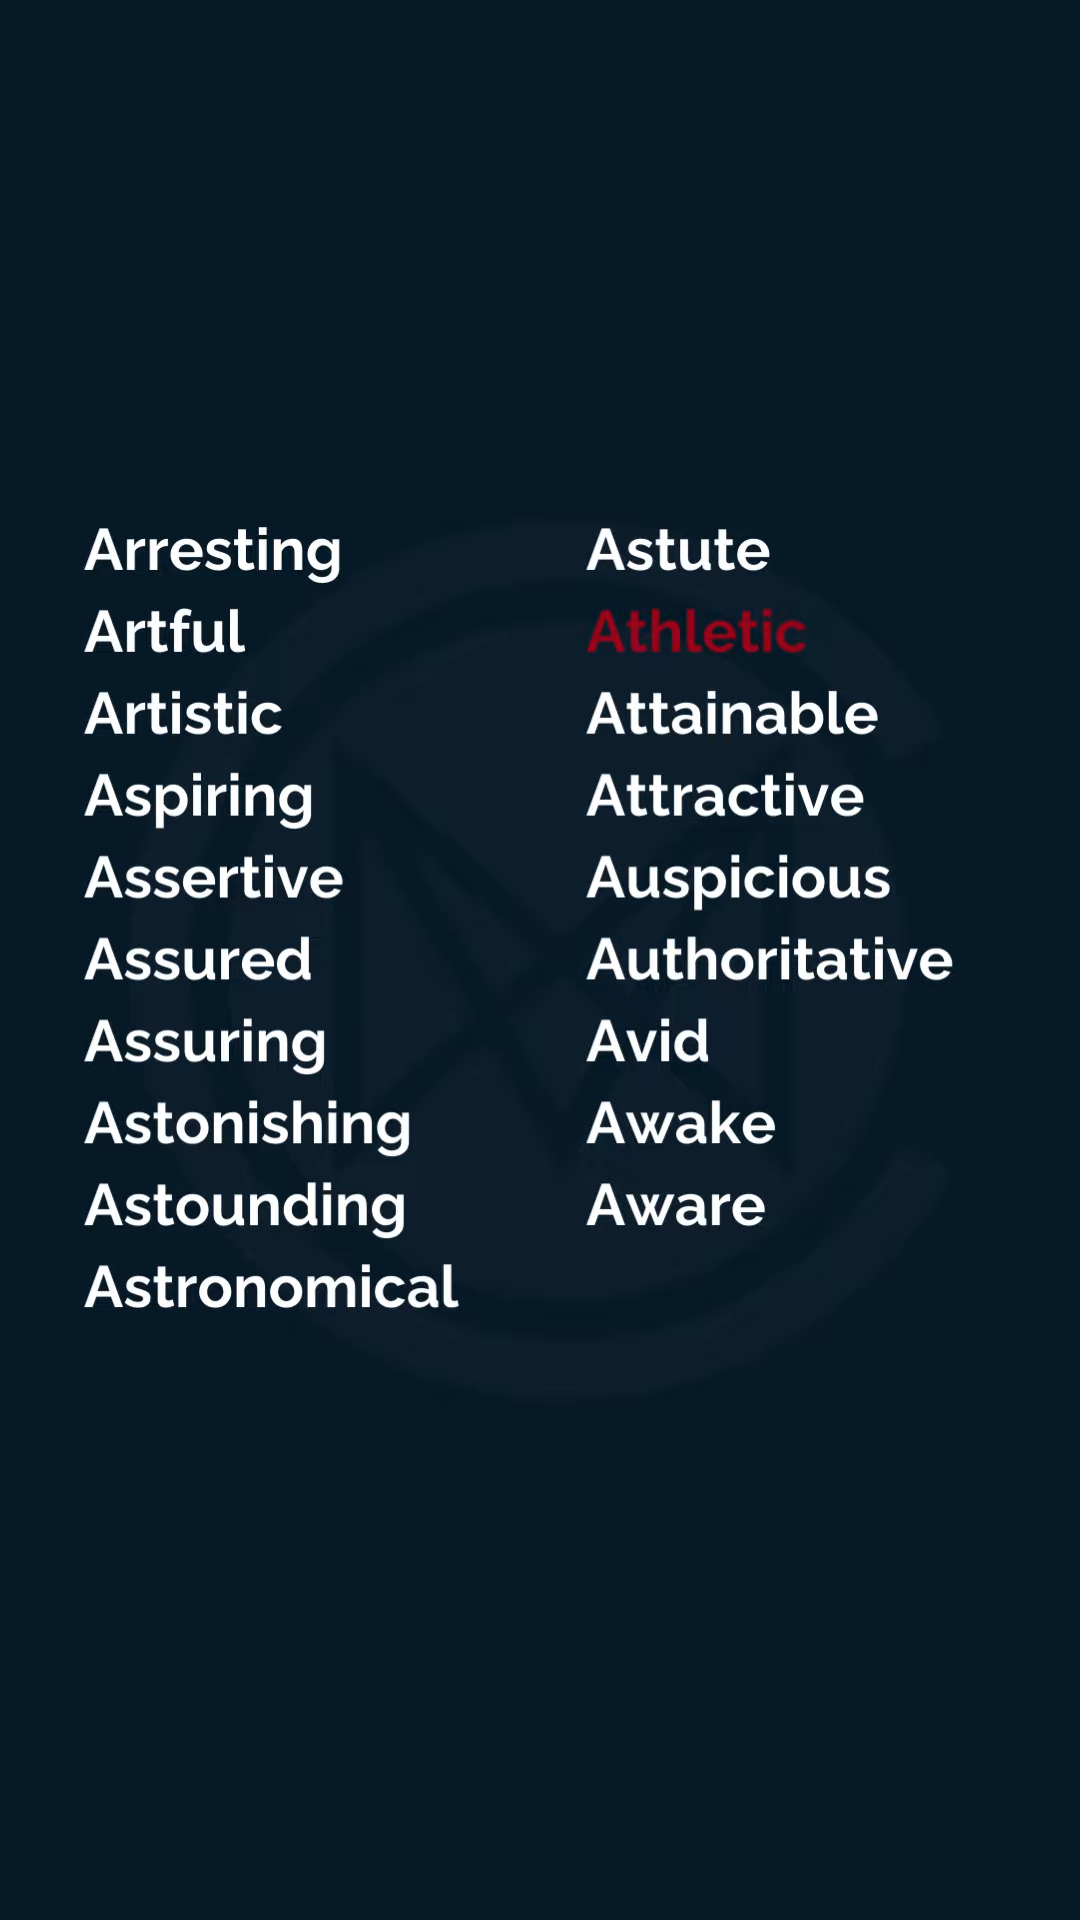 Arresting
Artful
Artistic
Aspiring
Assertive
Assured
Assuring
Astonishing
Astounding
Astronomical
Astute
Athletic
Attainable
Attractive
Auspicious
Authoritative
Avid
Awake
Aware